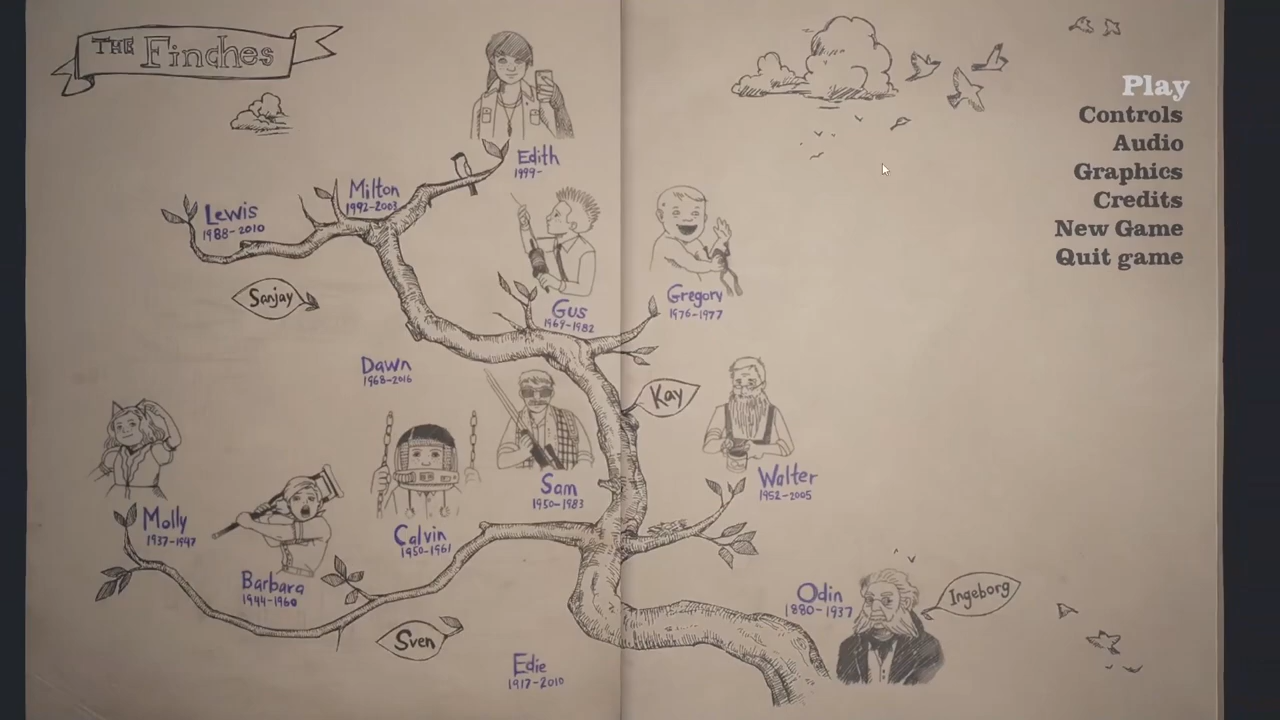 THE Finches
Edith
1999-
Play
Controls
Audio
Graphics
Credits
New Game
Quit game
Milton
1992-2003
Lewis
1988-2010
Sanjay
Gus
1969-1982
Gregory
1976-1977
Dawn
1968-2016
Kay
Sam
1950-1983
Walter
1952-2005
Molly
1937-1947
Calvin
1950-1961
Barbara
1944-1960
Sven
Odin
1880-1937
Ingeborg
Edie
1917-2010